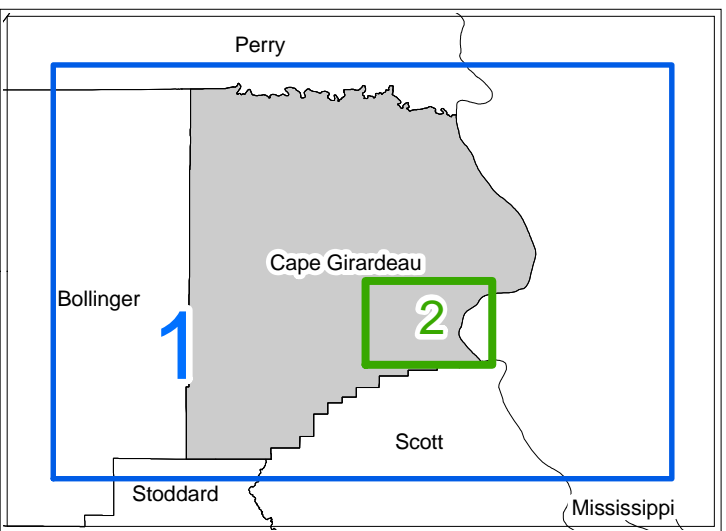 Perry
Cape Girardeau
Bollinger
1
2
Scott
Stoddard
Mississippi